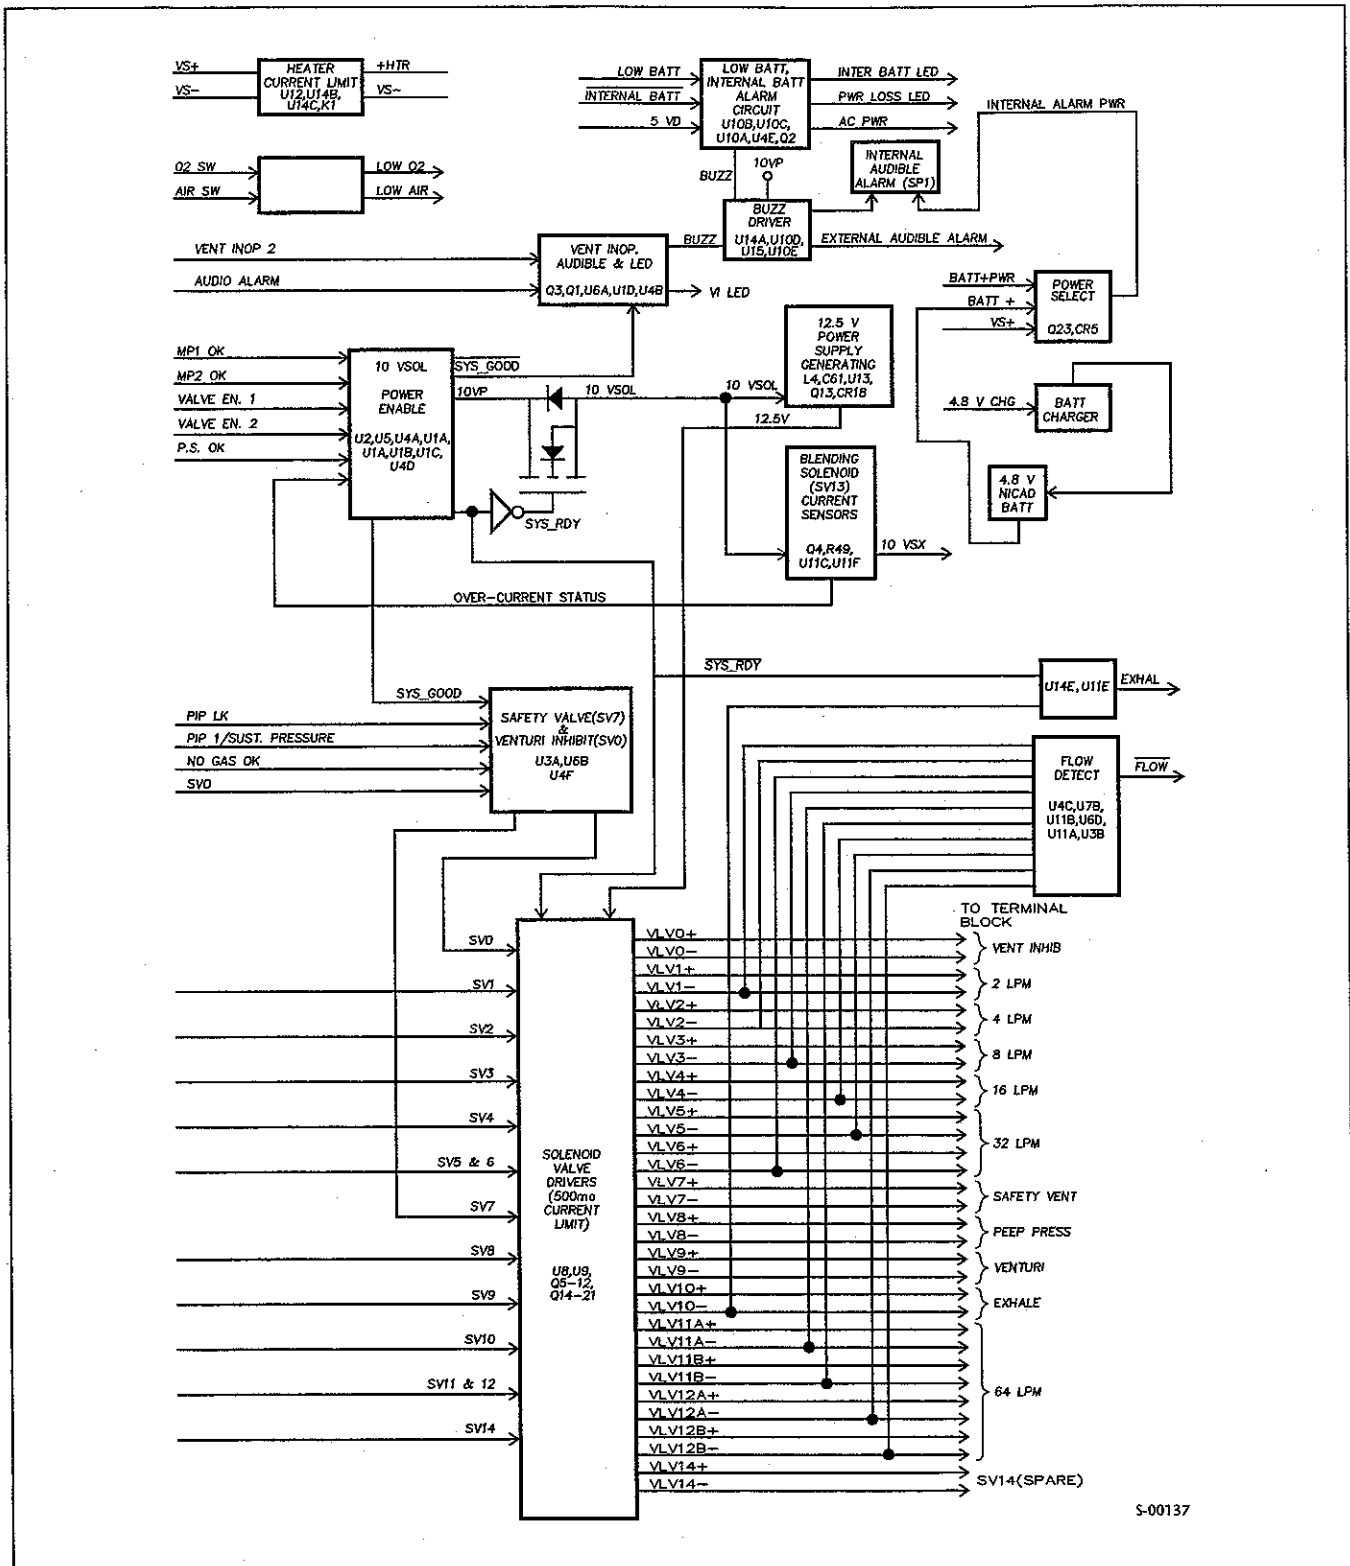 VS+
VS-
HEATER
CURRENT LIMIT
U12,U14B,
U14C,K1
+HTR
VS~
O2 SW
AIR SW
LOW O2
LOW AIR
LOW BATT
INTERNAL BATT
5 VD
LOW BATT,
INTERNAL BATT
ALARM
CIRCUIT
U10B,U10C,
U10A,U4E,Q2
INTER BATT LED
PWR LOSS LED
AC PWR
INTERNAL ALARM PWR
BUZZ
10VP
INTERNAL
AUDIBLE
ALARM (SP1)
BUZZ
DRIVER
U14A,U10D,
U15,U10E
EXTERNAL AUDIBLE ALARM
VENT INOP 2
AUDIO ALARM
VENT INOP.
AUDIBLE & LED
Q3,Q1,U6A,U1D,U4B
BUZZ
VI LED
BATT+PWR
BATT +
VS+
POWER
SELECT
Q23,CR5
MP1 OK
MP2 OK
VALVE EN. 1
VALVE EN. 2
P.S. OK
10 VSOL
POWER
ENABLE
U2,U5,U4A,U1A,
U1A,U1B,U1C,
U4D
SYS_GOOD
10VP
10 VSOL
SYS_RDY
10 VSOL
12.5V
12.5 V
POWER
SUPPLY
GENERATING
L4,C61,U13,
Q13,CR18
4.8 V CHG
BATT
CHARGER
4.8 V
NICAD
BATT
BLENDING
SOLENOID
(SV13)
CURRENT
SENSORS
Q4,R49,
U11C,U11F
10 VSX
OVER-CURRENT STATUS
SYS_RDY
U14E,U11E
EXHAL
SYS_GOOD
PIP LK
PIP 1/SUST. PRESSURE
NO GAS OK
SV0
SAFETY VALVE(SV7)
&
VENTURI INHIBIT(SV0)
U3A,U6B
U4F
FLOW
DETECT
U4C,U7B,
U11B,U6D,
U11A,U3B
FLOW
TO TERMINAL
BLOCK
SV0
SV1
SV2
SV3
SV4
SV5 & 6
SV7
SV8
SV9
SV10
SV11 & 12
SV14
SOLENOID
VALVE
DRIVERS
(500ma
CURRENT
LIMIT)
U8,U9,
Q5-12,
Q14-21
VLV0+
VLV0-
VENT INHIB
VLV1+
VLV1-
2 LPM
VLV2+
VLV2-
4 LPM
VLV3+
VLV3-
8 LPM
VLV4+
VLV4-
16 LPM
VLV5+
VLV5-
VLV6+
VLV6-
32 LPM
VLV7+
VLV7-
SAFETY VENT
VLV8+
VLV8-
PEEP PRESS
VLV9+
VLV9-
VENTURI
VLV10+
VLV10-
EXHALE
VLV11A+
VLV11A-
VLV11B+
VLV11B-
VLV12A+
VLV12A-
VLV12B+
VLV12B-
64 LPM
VLV14+
VLV14-
SV14(SPARE)
S-00137